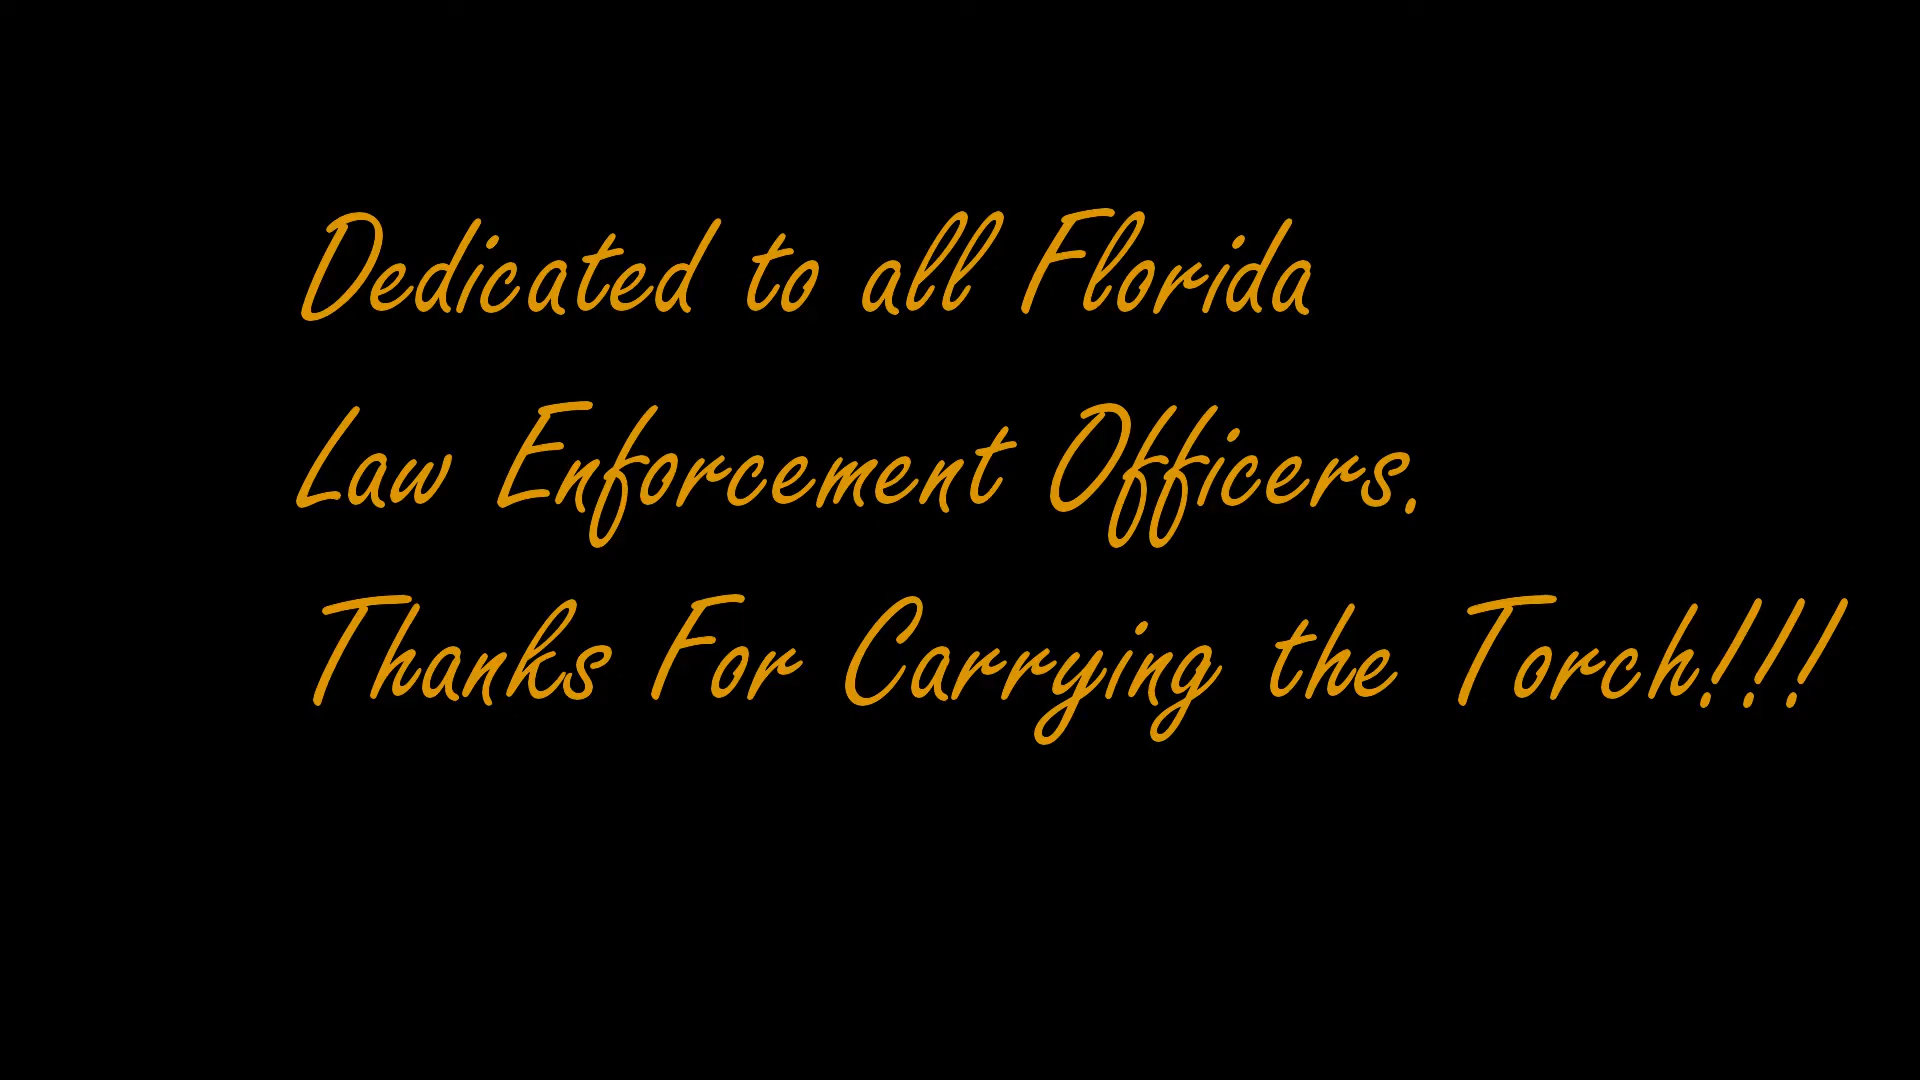 Dedicated to all Florida
Law Enforcement Officers.
Thanks For Carrying the Torch!!!